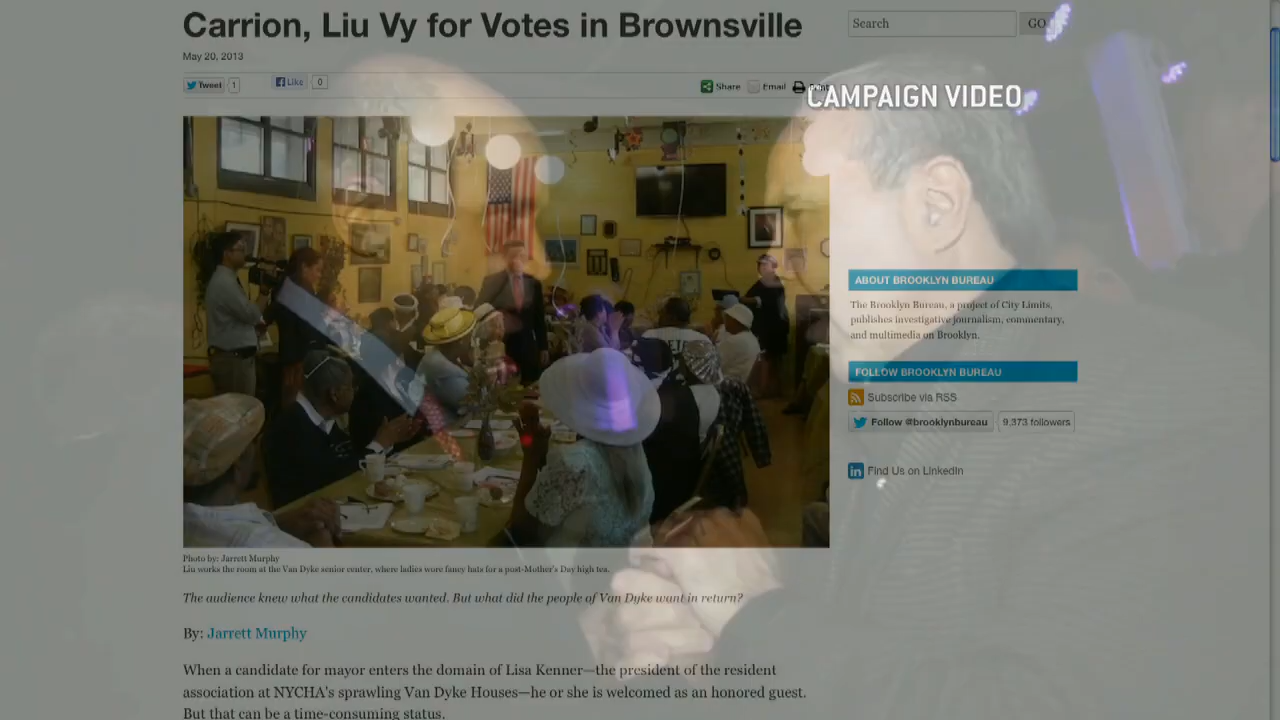 Carrion, Liu Vy for Votes in Brownsville
Search
GO
May 20, 2013
Tweet
1
Like
0
Share
Email
CAMPAIGN VIDEO
ABOUT BROOKLYN BUREAU
The Brooklyn Bureau, a project of City Limits,
publishes investigative journalism, commentary,
and multimedia on Brooklyn.
FOLLOW BROOKLYN BUREAU
Subscribe via RSS
Follow @brooklynbureau
9,373 followers
Find Us on LinkedIn
Photo by: Jarrett Murphy
Liu works the room at the Van Dyke senior center, where ladies wore fancy hats for a post-Mother's Day high tea.
The audience knew what the candidates wanted. But what did the people of Van Dyke want in return?
By: Jarrett Murphy
When a candidate for mayor enters the domain of Lisa Kenner—the president of the resident
association at NYCHA's sprawling Van Dyke Houses—he or she is welcomed as an honored guest.
But that can be a time-consuming status.